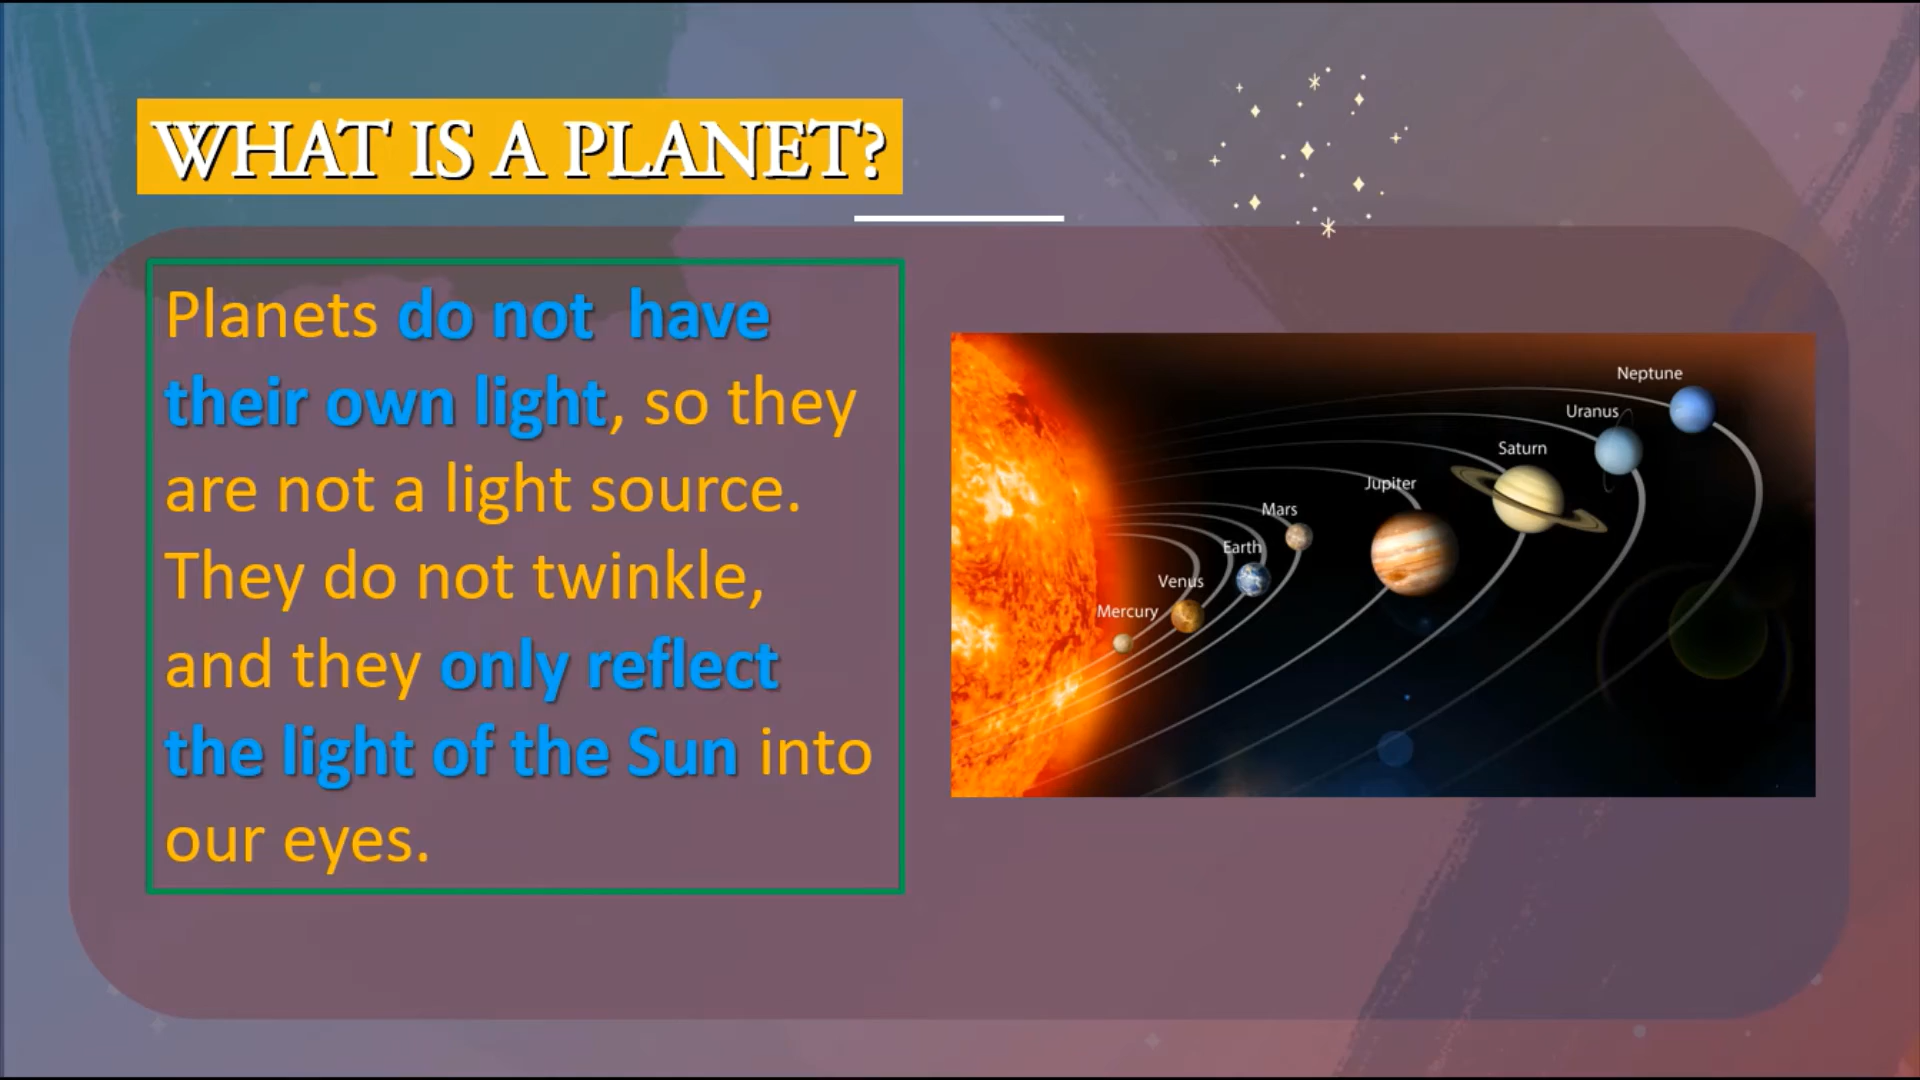 WHAT IS A PLANET?
Planets do not  have
their own light, so they
are not a light source.
They do not twinkle,
and they only reflect
the light of the Sun into
our eyes.
Neptune
Uranus
Saturn
Jupiter
Mars
Earth
Venus
Mercury